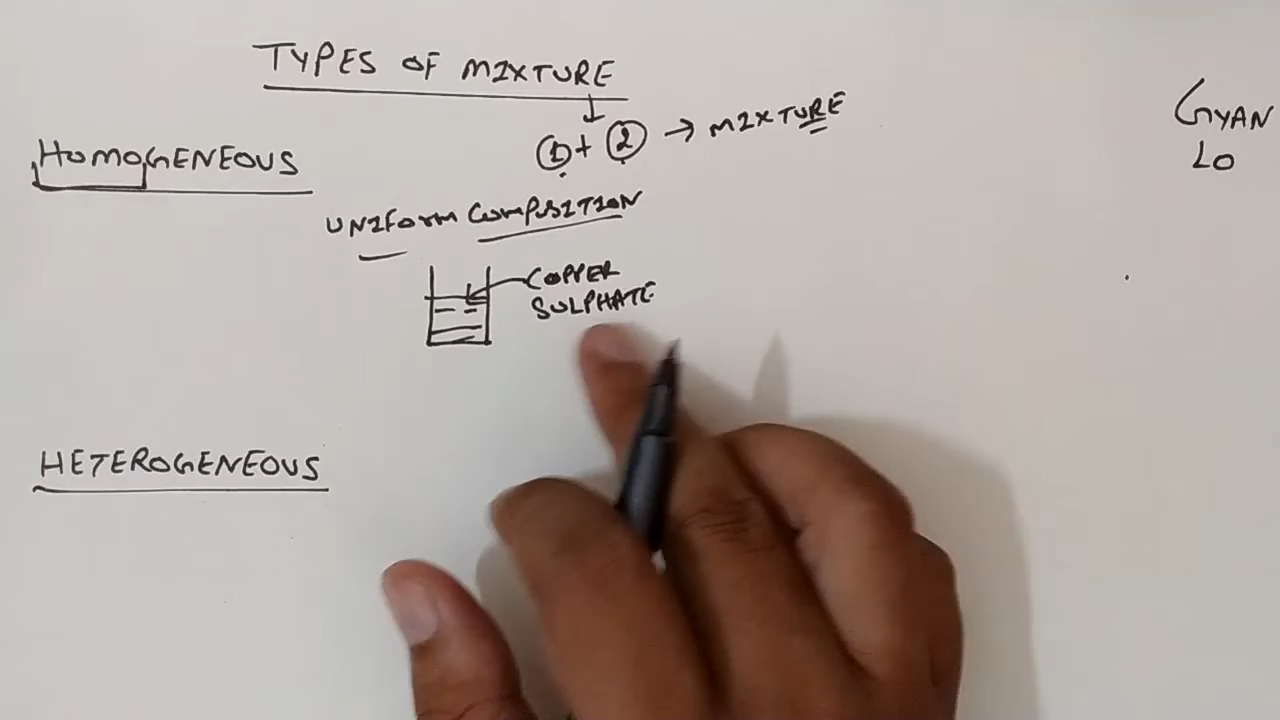 TYPES OF MIXTURE
① + ② → MIXTURE
HOMOGENEOUS
UNIFORM COMPOSITION
COPPER
SULPHATE
HETEROGENEOUS
GYAN
LO